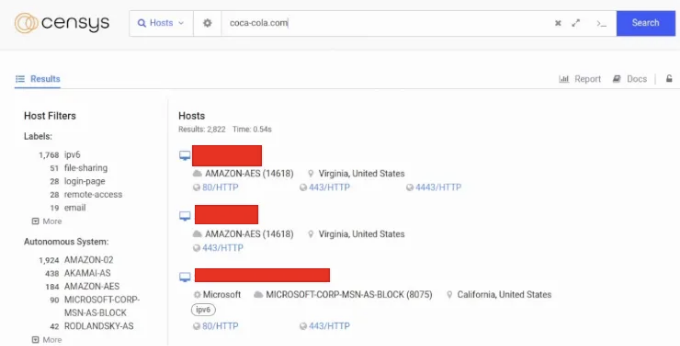 censys
Hosts
coca-cola.com
>_
Search
Results
Report
Docs
Host Filters
Labels:
1,768 ipv6
51 file-sharing
28 login-page
28 remote-access
19 email
More
Autonomous System:
1,924 AMAZON-02
438 AKAMAI-AS
184 AMAZON-AES
90 MICROSOFT-CORP-
MSN-AS-BLOCK
42 RODLANDSKY-AS
More
Hosts
Results: 2,822 Time: 0.54s
AMAZON-AES (14618) Virginia, United States
80/HTTP 443/HTTP 4443/HTTP
AMAZON-AES (14618) Virginia, United States
443/HTTP
Microsoft MICROSOFT-CORP-MSN-AS-BLOCK (8075) California, United States
ipv6
80/HTTP 443/HTTP